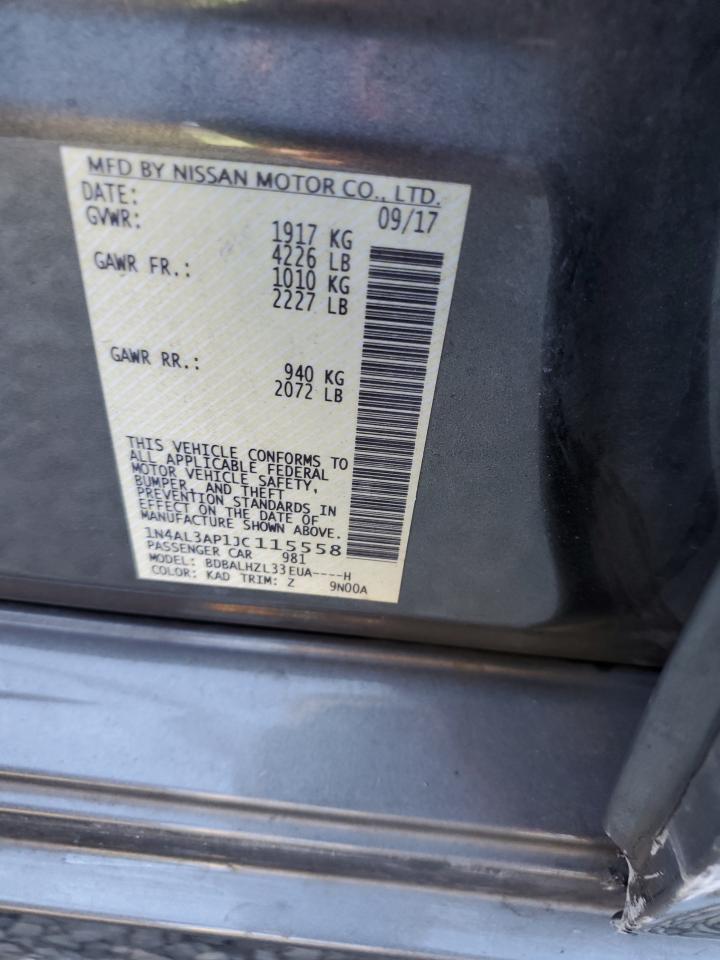 MFD BY NISSAN MOTOR CO., LTD.
DATE: 09/17
GVWR: 1917 KG
4226 LB
GAWR FR.: 1010 KG
2227 LB
GAWR RR.: 940 KG
2072 LB
THIS VEHICLE CONFORMS TO
ALL APPLICABLE FEDERAL
MOTOR VEHICLE SAFETY,
BUMPER, AND THEFT
PREVENTION STANDARDS IN
EFFECT ON THE DATE OF
MANUFACTURE SHOWN ABOVE.
1N4AL3AP1JC115558
PASSENGER CAR 981
MODEL: BDBALHZL33EUA----H
COLOR: KAD TRIM: Z 9N00A